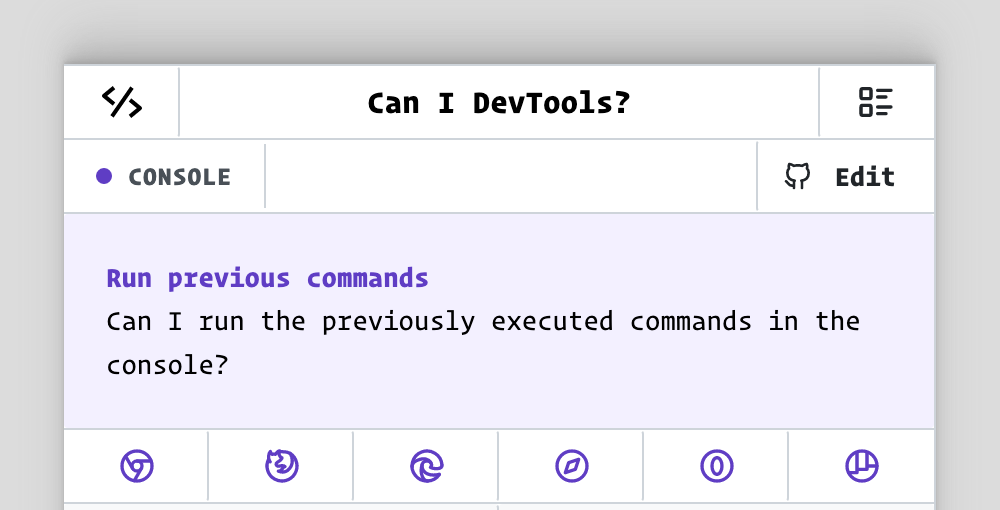 Can I DevTools?
CONSOLE
Edit
Run previous commands
Can I run the previously executed commands in the
console?